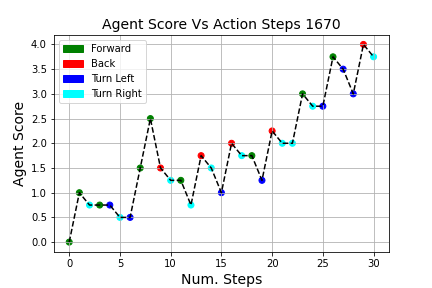 Agent Score Vs Action Steps 1670
Agent Score
4.0
3.5
3.0
2.5
2.0
1.5
1.0
0.5
0.0
Forward
Back
Turn Left
Turn Right
0 5 10 15 20 25 30
Num. Steps